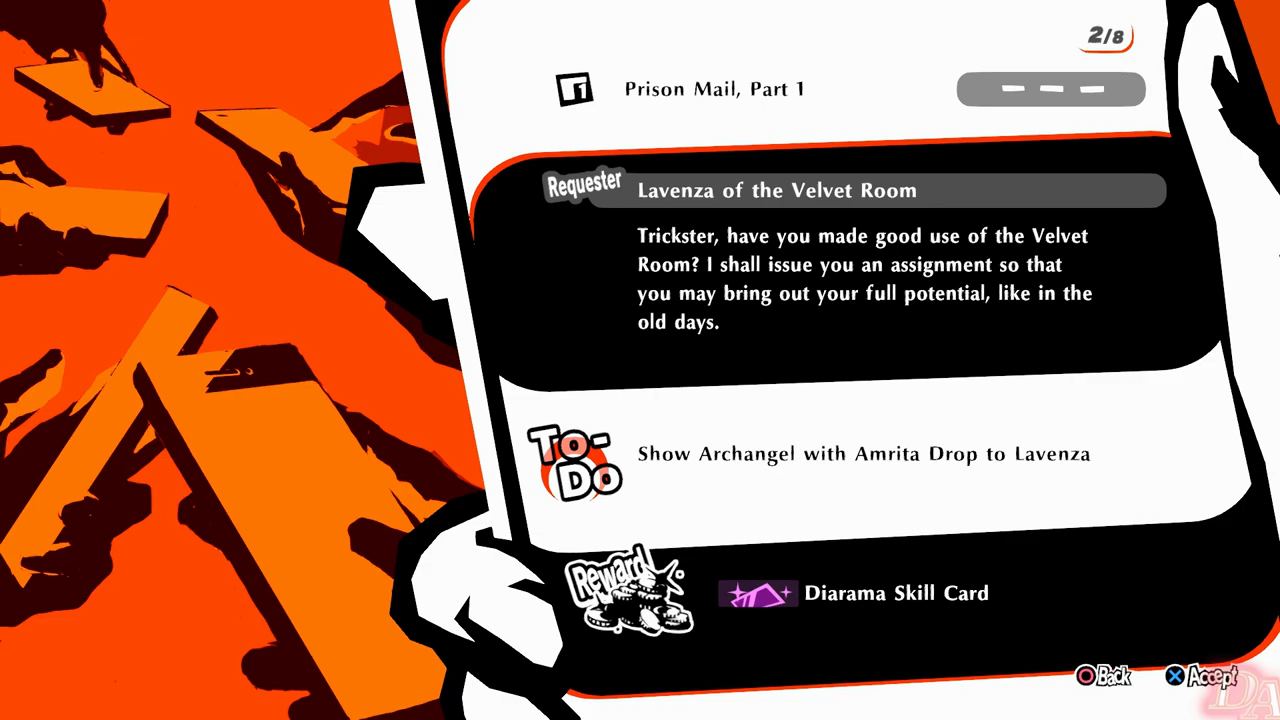 2/8
1
Prison Mail, Part 1
Requester
Lavenza of the Velvet Room
Trickster, have you made good use of the Velvet
Room? I shall issue you an assignment so that
you may bring out your full potential, like in the
old days.
To-
Do
Show Archangel with Amrita Drop to Lavenza
Reward
Diarama Skill Card
Back
Accept
DA